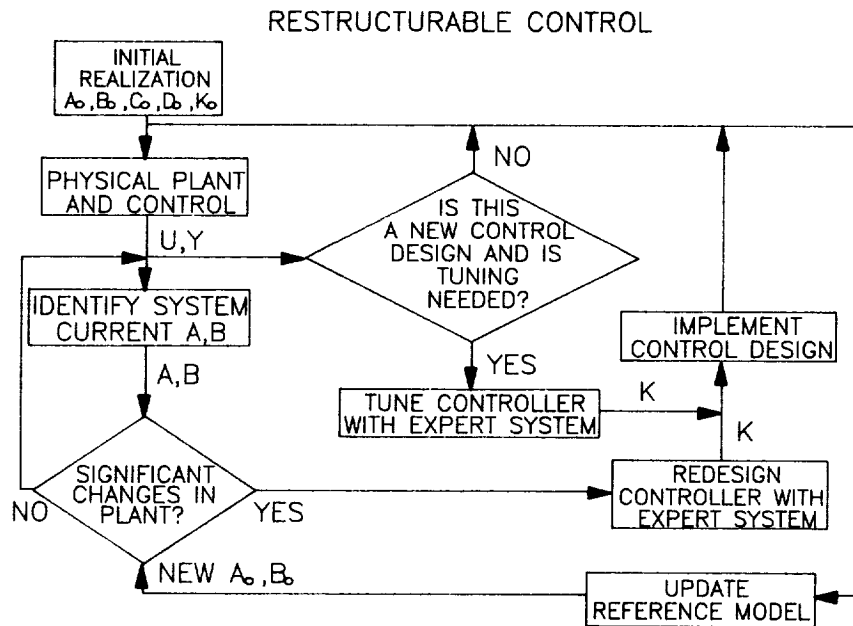 RESTRUCTURABLE CONTROL
INITIAL
REALIZATION
A₀,B₀,C₀,D₀,K₀
PHYSICAL PLANT
AND CONTROL
U,Y
NO
IS THIS
A NEW CONTROL
DESIGN AND IS
TUNING
NEEDED?
IDENTIFY SYSTEM
CURRENT A,B
A,B
YES
TUNE CONTROLLER
WITH EXPERT SYSTEM
K
IMPLEMENT
CONTROL DESIGN
K
SIGNIFICANT
CHANGES IN
PLANT?
NO
YES
REDESIGN
CONTROLLER WITH
EXPERT SYSTEM
NEW A₀,B₀
UPDATE
REFERENCE MODEL